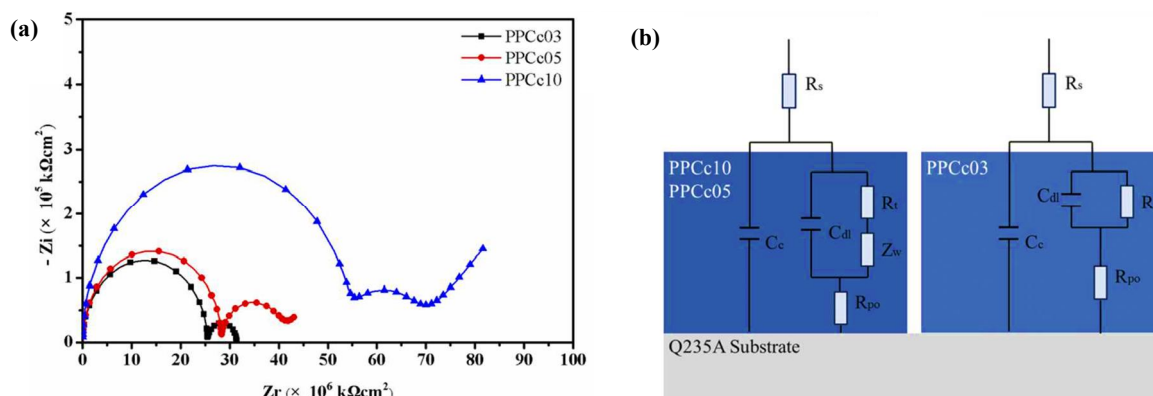 (a)
5
4
3
2
1
0
- Zi (× 10⁵ kΩcm²)
PPCc03
PPCc05
PPCc10
0 10 20 30 40 50 60 70 80 90 100
Zr (× 10⁶ kΩcm²)
(b)
Rs
Rs
PPCc10
PPCc05
PPCc03
Cc
Cdl
Rt
Zw
Rpo
Cc
Cdl
R
Rpo
Q235A Substrate